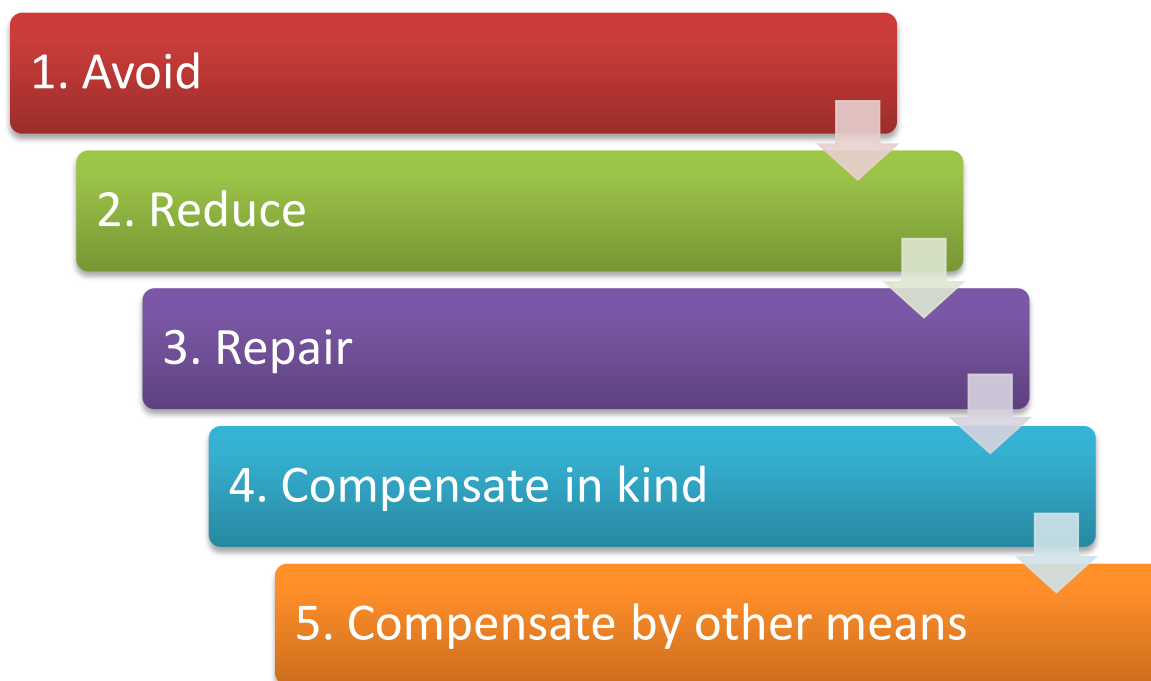 1. Avoid
2. Reduce
3. Repair
4. Compensate in kind
5. Compensate by other means